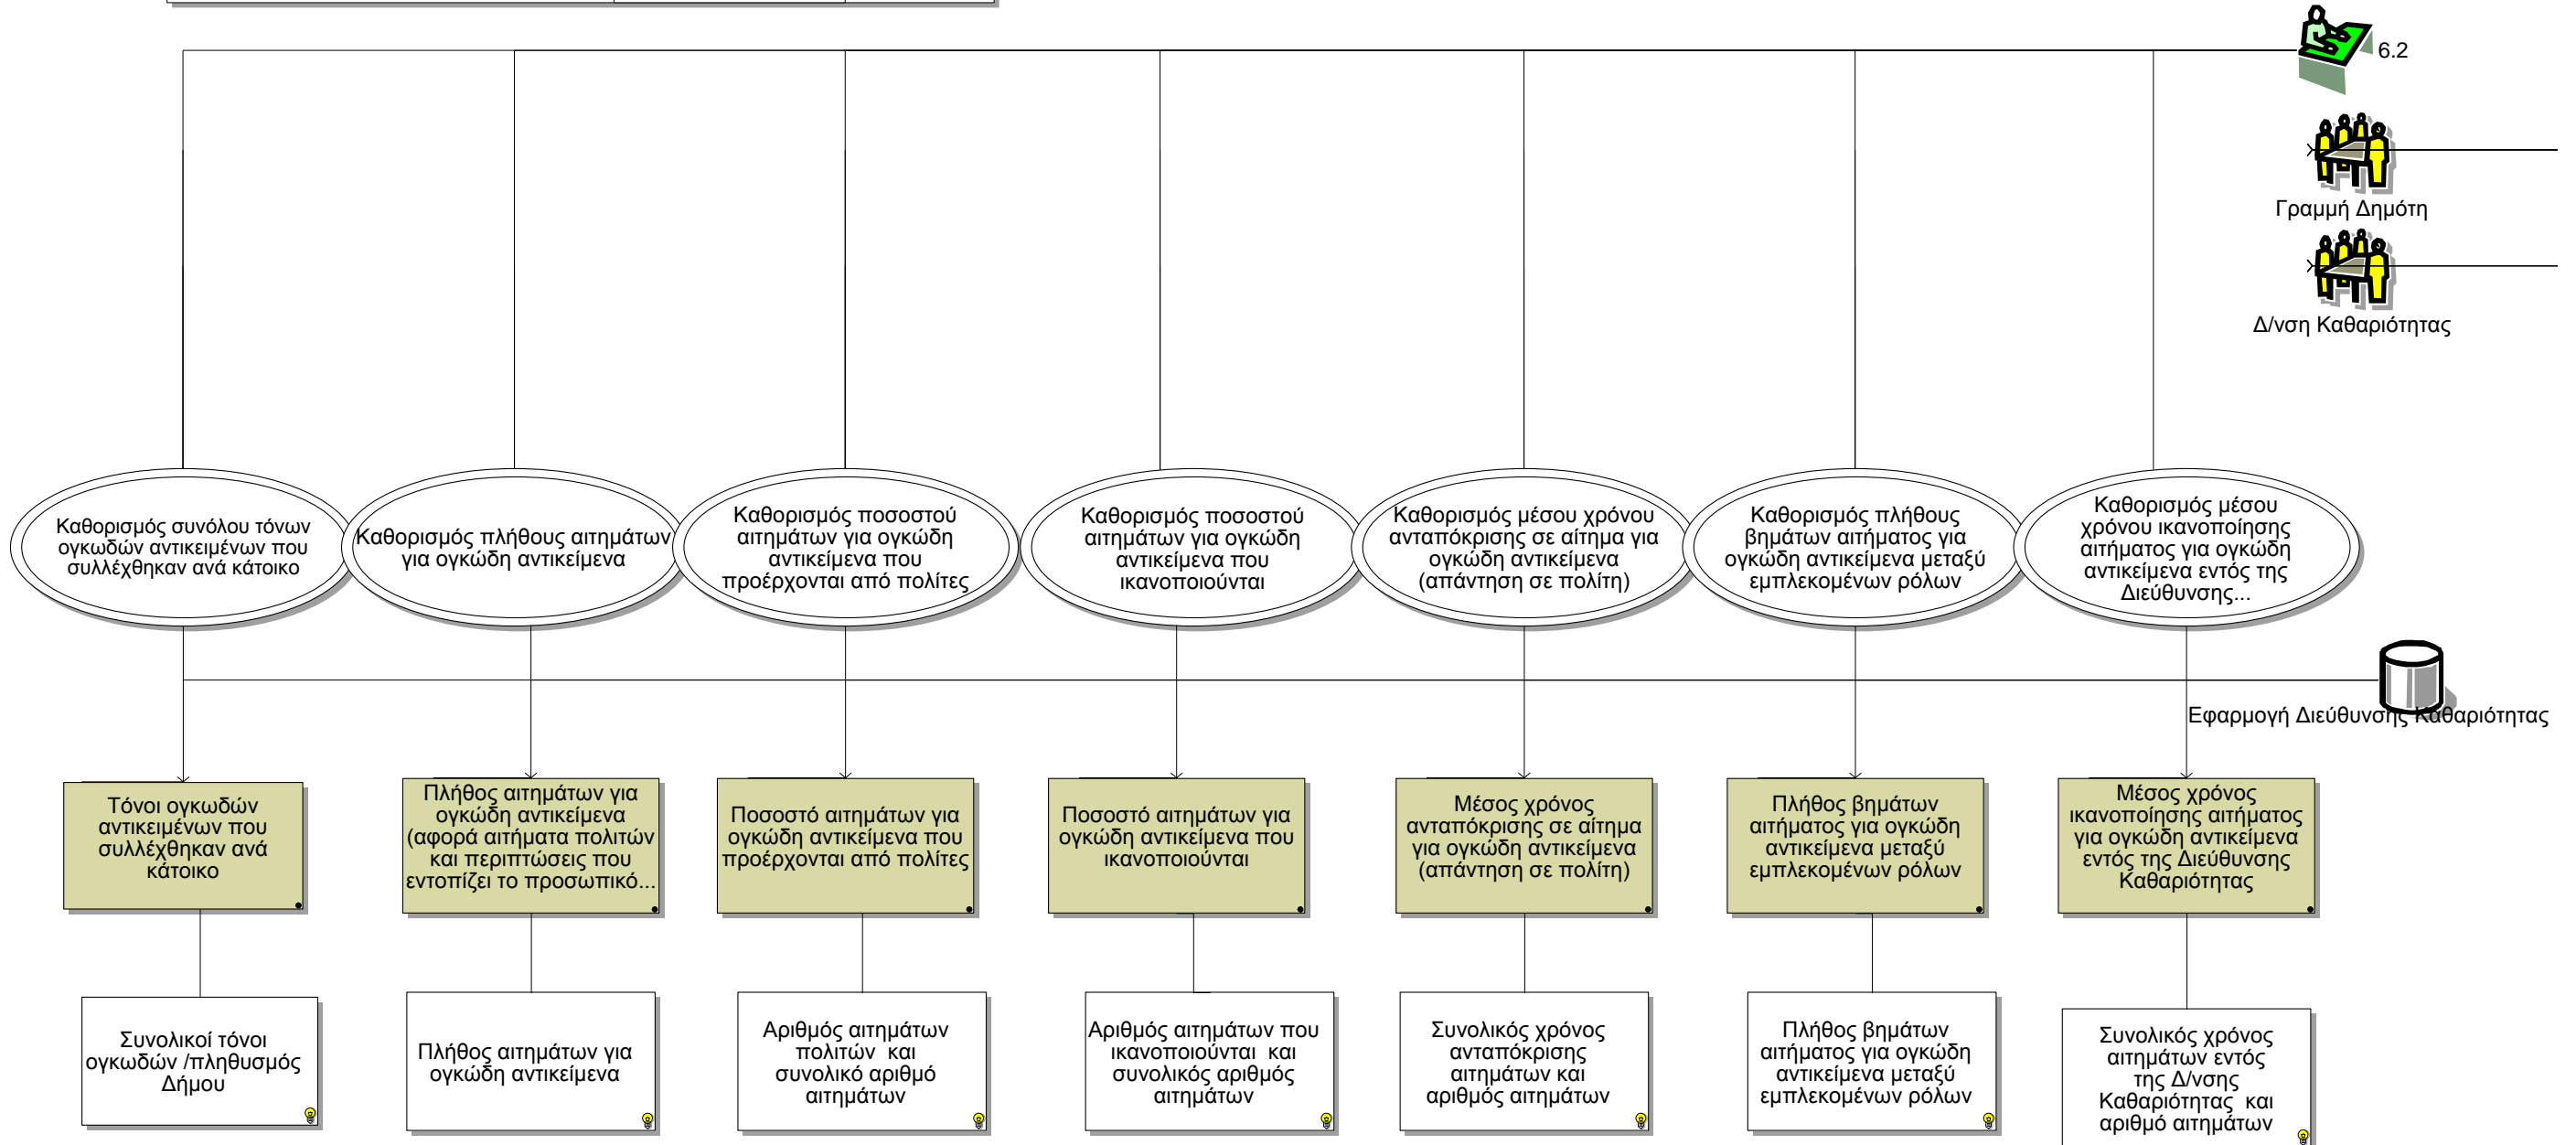 6.2
Γραμμή Δημότη
Δ/νση Καθαριότητας
Καθορισμός συνόλου τόνων
ογκωδών αντικειμένων που
συλλέχθηκαν ανά κάτοικο
Καθορισμός πλήθους αιτημάτων
για ογκώδη αντικείμενα
Καθορισμός ποσοστού
αιτημάτων για ογκώδη
αντικείμενα που
προέρχονται από πολίτες
Καθορισμός ποσοστού
αιτημάτων για ογκώδη
αντικείμενα που
ικανοποιούνται
Καθορισμός μέσου χρόνου
ανταπόκρισης σε αίτημα για
ογκώδη αντικείμενα
(απάντηση σε πολίτη)
Καθορισμός πλήθους
βημάτων αιτήματος για
ογκώδη αντικείμενα μεταξύ
εμπλεκομένων ρόλων
Καθορισμός μέσου
χρόνου ικανοποίησης
αιτήματος για ογκώδη
αντικείμενα εντός της
Διεύθυνσης...
Εφαρμογή Διεύθυνσης Καθαριότητας
Τόνοι ογκωδών
αντικειμένων που
συλλέχθηκαν ανά
κάτοικο
Πλήθος αιτημάτων για
ογκώδη αντικείμενα
(αφορά αιτήματα πολιτών
και περιπτώσεις που
εντοπίζει το προσωπικό...
Ποσοστό αιτημάτων για
ογκώδη αντικείμενα που
προέρχονται από πολίτες
Ποσοστό αιτημάτων για
ογκώδη αντικείμενα που
ικανοποιούνται
Μέσος χρόνος
ανταπόκρισης σε αίτημα
για ογκώδη αντικείμενα
(απάντηση σε πολίτη)
Πλήθος βημάτων
αιτήματος για ογκώδη
αντικείμενα μεταξύ
εμπλεκομένων ρόλων
Μέσος χρόνος
ικανοποίησης αιτήματος
για ογκώδη αντικείμενα
εντός της Διεύθυνσης
Καθαριότητας
Συνολικοί τόνοι
ογκωδών /πληθυσμός
Δήμου
Πλήθος αιτημάτων για
ογκώδη αντικείμενα
Αριθμός αιτημάτων
πολιτών και
συνολικό αριθμό
αιτημάτων
Αριθμός αιτημάτων που
ικανοποιούνται και
συνολικός αριθμός
αιτημάτων
Συνολικός χρόνος
ανταπόκρισης
αιτημάτων και
αριθμός αιτημάτων
Πλήθος βημάτων
αιτήματος για ογκώδη
αντικείμενα μεταξύ
εμπλεκομένων ρόλων
Συνολικός χρόνος
αιτημάτων εντός
της Δ/νσης
Καθαριότητας και
αριθμό αιτημάτων